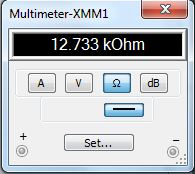 Multimeter-XMM1
12.733 kOhm
A V Ω dB
+ Set... −